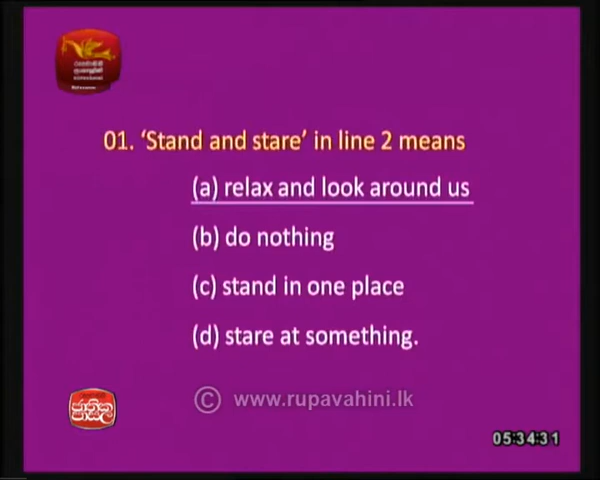 01. ‘Stand and stare’ in line 2 means
(a) relax and look around us
(b) do nothing
(c) stand in one place
(d) stare at something.
ජාතික
පාසල
© www.rupavahini.lk
05:34:31